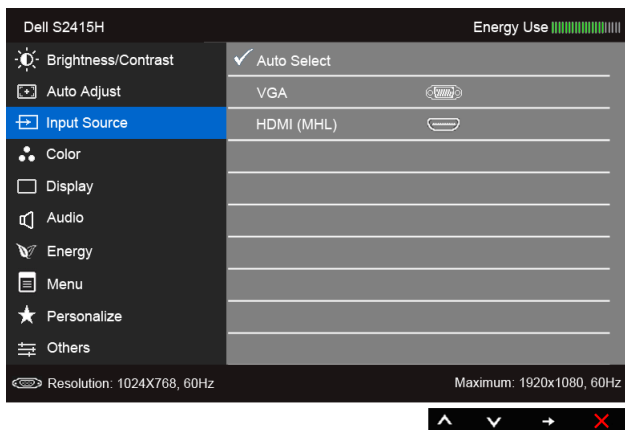 Dell S2415H
Energy Use
Brightness/Contrast
Auto Select
Auto Adjust
VGA
Input Source
HDMI (MHL)
Color
Display
Audio
Energy
Menu
Personalize
Others
Resolution: 1024X768, 60Hz
Maximum: 1920x1080, 60Hz